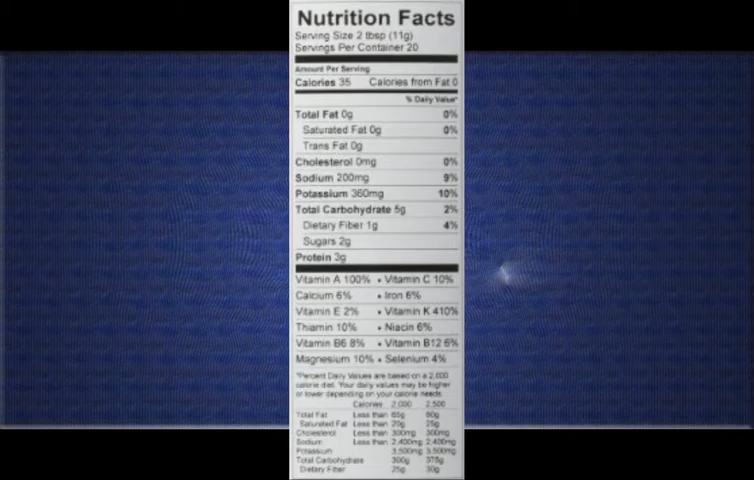 Nutrition Facts
Serving Size 2 tbsp (11g)
Servings Per Container 20
Amount Per Serving
Calories 35 Calories from Fat 0
% Daily Value*
Total Fat 0g 0%
Saturated Fat 0g 0%
Trans Fat 0g
Cholesterol 0mg 0%
Sodium 200mg 9%
Potassium 360mg 10%
Total Carbohydrate 5g 2%
Dietary Fiber 1g 4%
Sugars 2g
Protein 3g
Vitamin A 100% • Vitamin C 10%
Calcium 6% • Iron 6%
Vitamin E 2% • Vitamin K 410%
Thiamin 10% • Niacin 6%
Vitamin B6 8% • Vitamin B12 6%
Magnesium 10% • Selenium 4%
*Percent Daily Values are based on a 2,000
calorie diet. Your daily values may be higher
or lower depending on your calorie needs
Calories 2,000 2,500
Total Fat Less than 65g 80g
Saturated Fat Less than 20g 25g
Cholesterol Less than 300mg 300mg
Sodium Less than 2,400mg 2,400mg
Potassium 3,500mg 3,500mg
Total Carbohydrate 300g 375g
Dietary Fiber 25g 30g